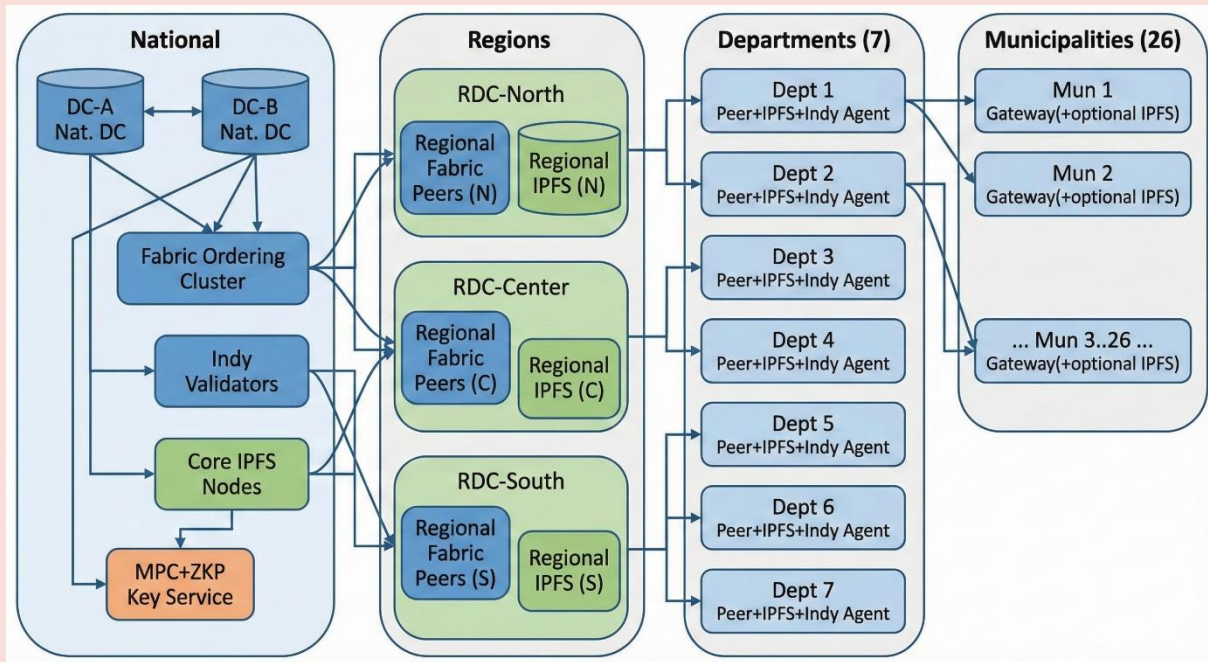 National
DC-A
Nat. DC
DC-B
Nat. DC
Fabric Ordering
Cluster
Indy
Validators
Core IPFS
Nodes
MPC+ZKP
Key Service
Regions
RDC-North
Regional
Fabric
Peers (N)
Regional
IPFS (N)
RDC-Center
Regional
Fabric
Peers (C)
Regional
IPFS (C)
RDC-South
Regional
Fabric
Peers (S)
Regional
IPFS (S)
Departments (7)
Dept 1
Peer+IPFS+Indy Agent
Dept 2
Peer+IPFS+Indy Agent
Dept 3
Peer+IPFS+Indy Agent
Dept 4
Peer+IPFS+Indy Agent
Dept 5
Peer+IPFS+Indy Agent
Dept 6
Peer+IPFS+Indy Agent
Dept 7
Peer+IPFS+Indy Agent
Municipalities (26)
Mun 1
Gateway(+optional IPFS)
Mun 2
Gateway(+optional IPFS)
... Mun 3..26 ...
Gateway(+optional IPFS)